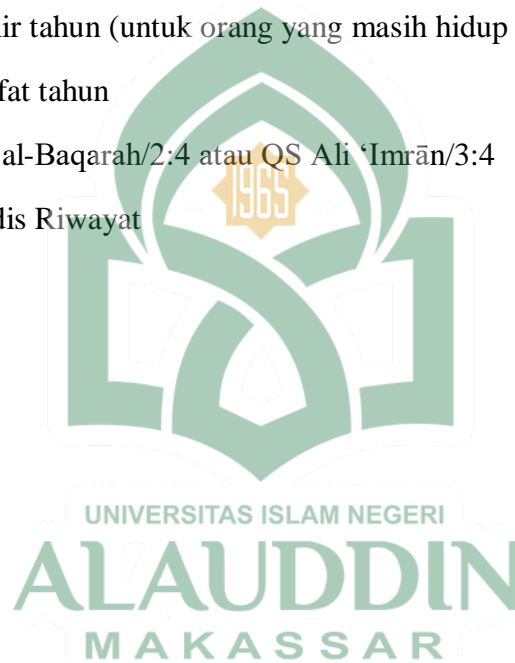 ir tahun (untuk orang yang masih hidup
fat tahun
al-Baqarah/2:4 atau QS Ali ‘Imrān/3:4
dis Riwayat
1965
UNIVERSITAS ISLAM NEGERI
ALAUDDIN
MAKASSAR